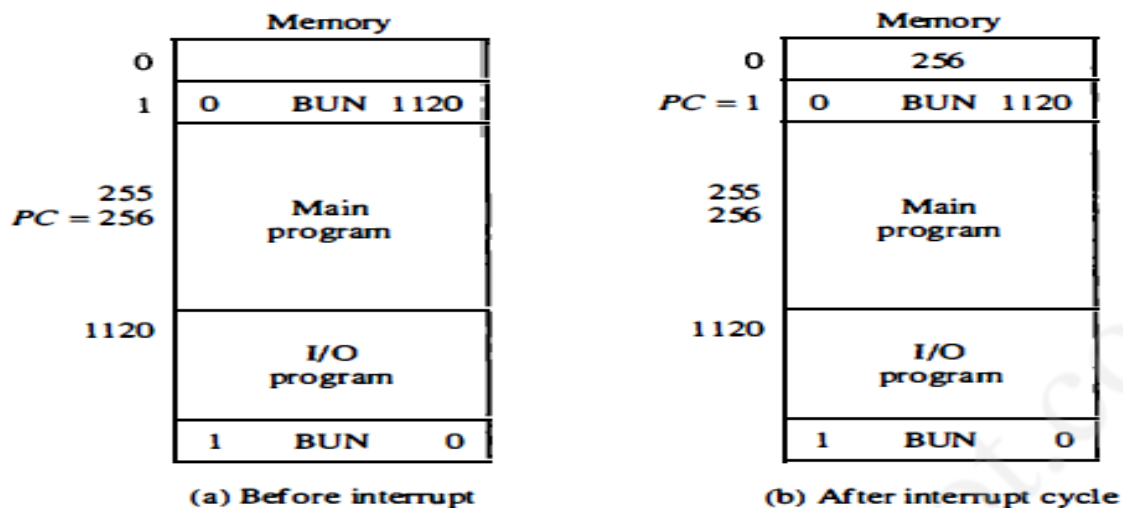 Memory
0
1 0 BUN 1120
255
PC = 256
Main
program
1120
I/O
program
1 BUN 0
(a) Before interrupt
Memory
0 256
PC = 1 0 BUN 1120
255
256
Main
program
1120
I/O
program
1 BUN 0
(b) After interrupt cycle